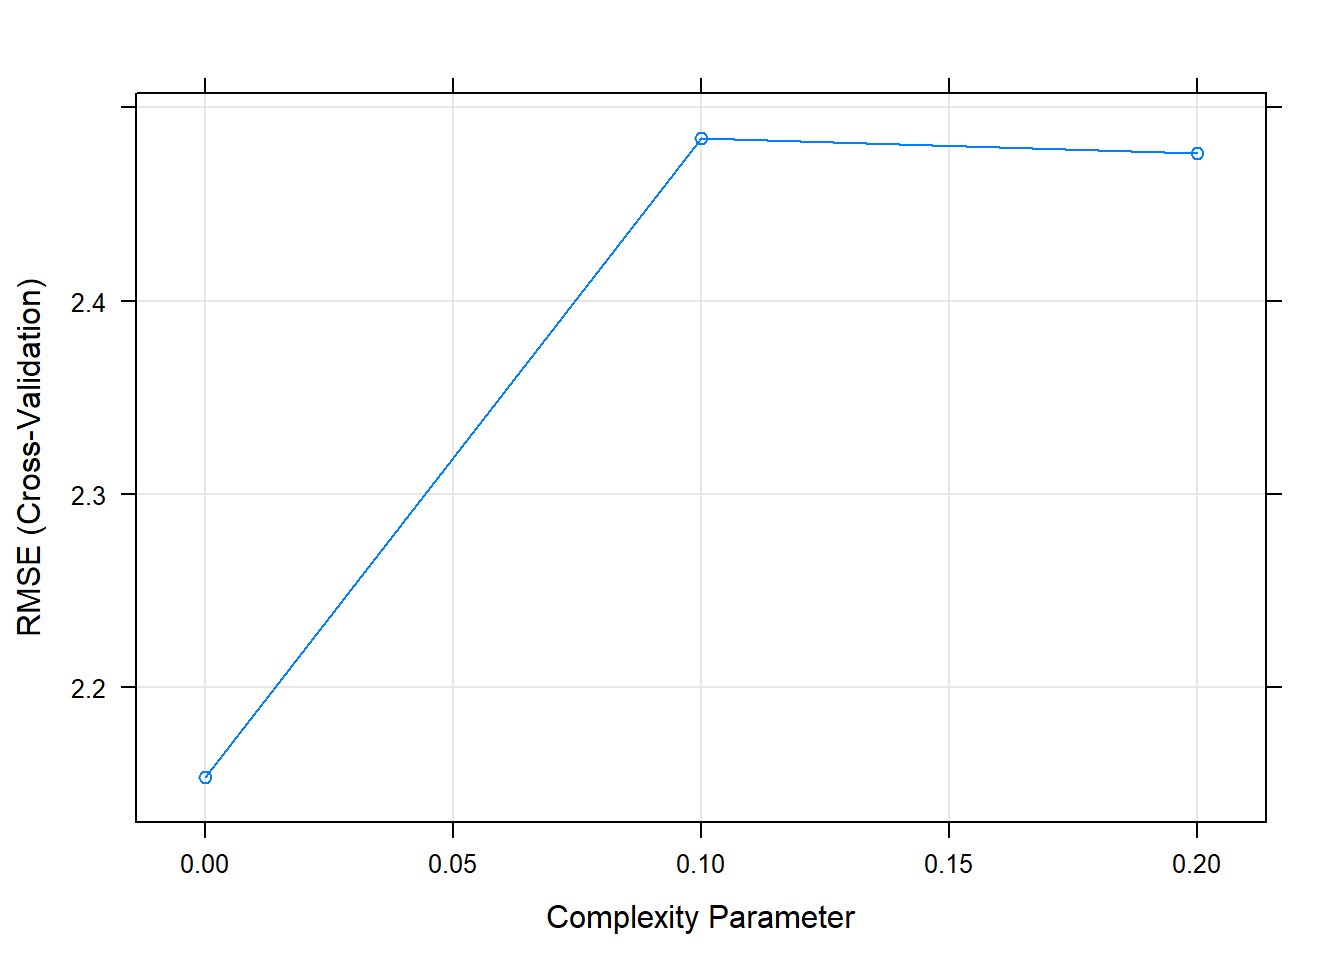 RMSE (Cross-Validation)
2.4
2.3
2.2
0.00 0.05 0.10 0.15 0.20
Complexity Parameter